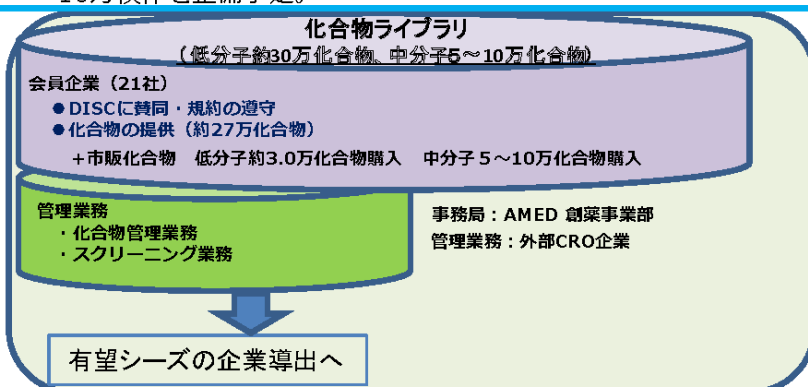 化合物ライブラリ
（低分子約30万化合物、中分子5～10万化合物）
会員企業（21社）
●DISCに賛同・規約の遵守
●化合物の提供（約27万化合物）
＋市販化合物　低分子約3.0万化合物購入　中分子５～10万化合物購入
管理業務
・化合物管理業務
・スクリーニング業務
事務局：AMED 創薬事業部
管理業務：外部CRO企業
有望シーズの企業導出へ